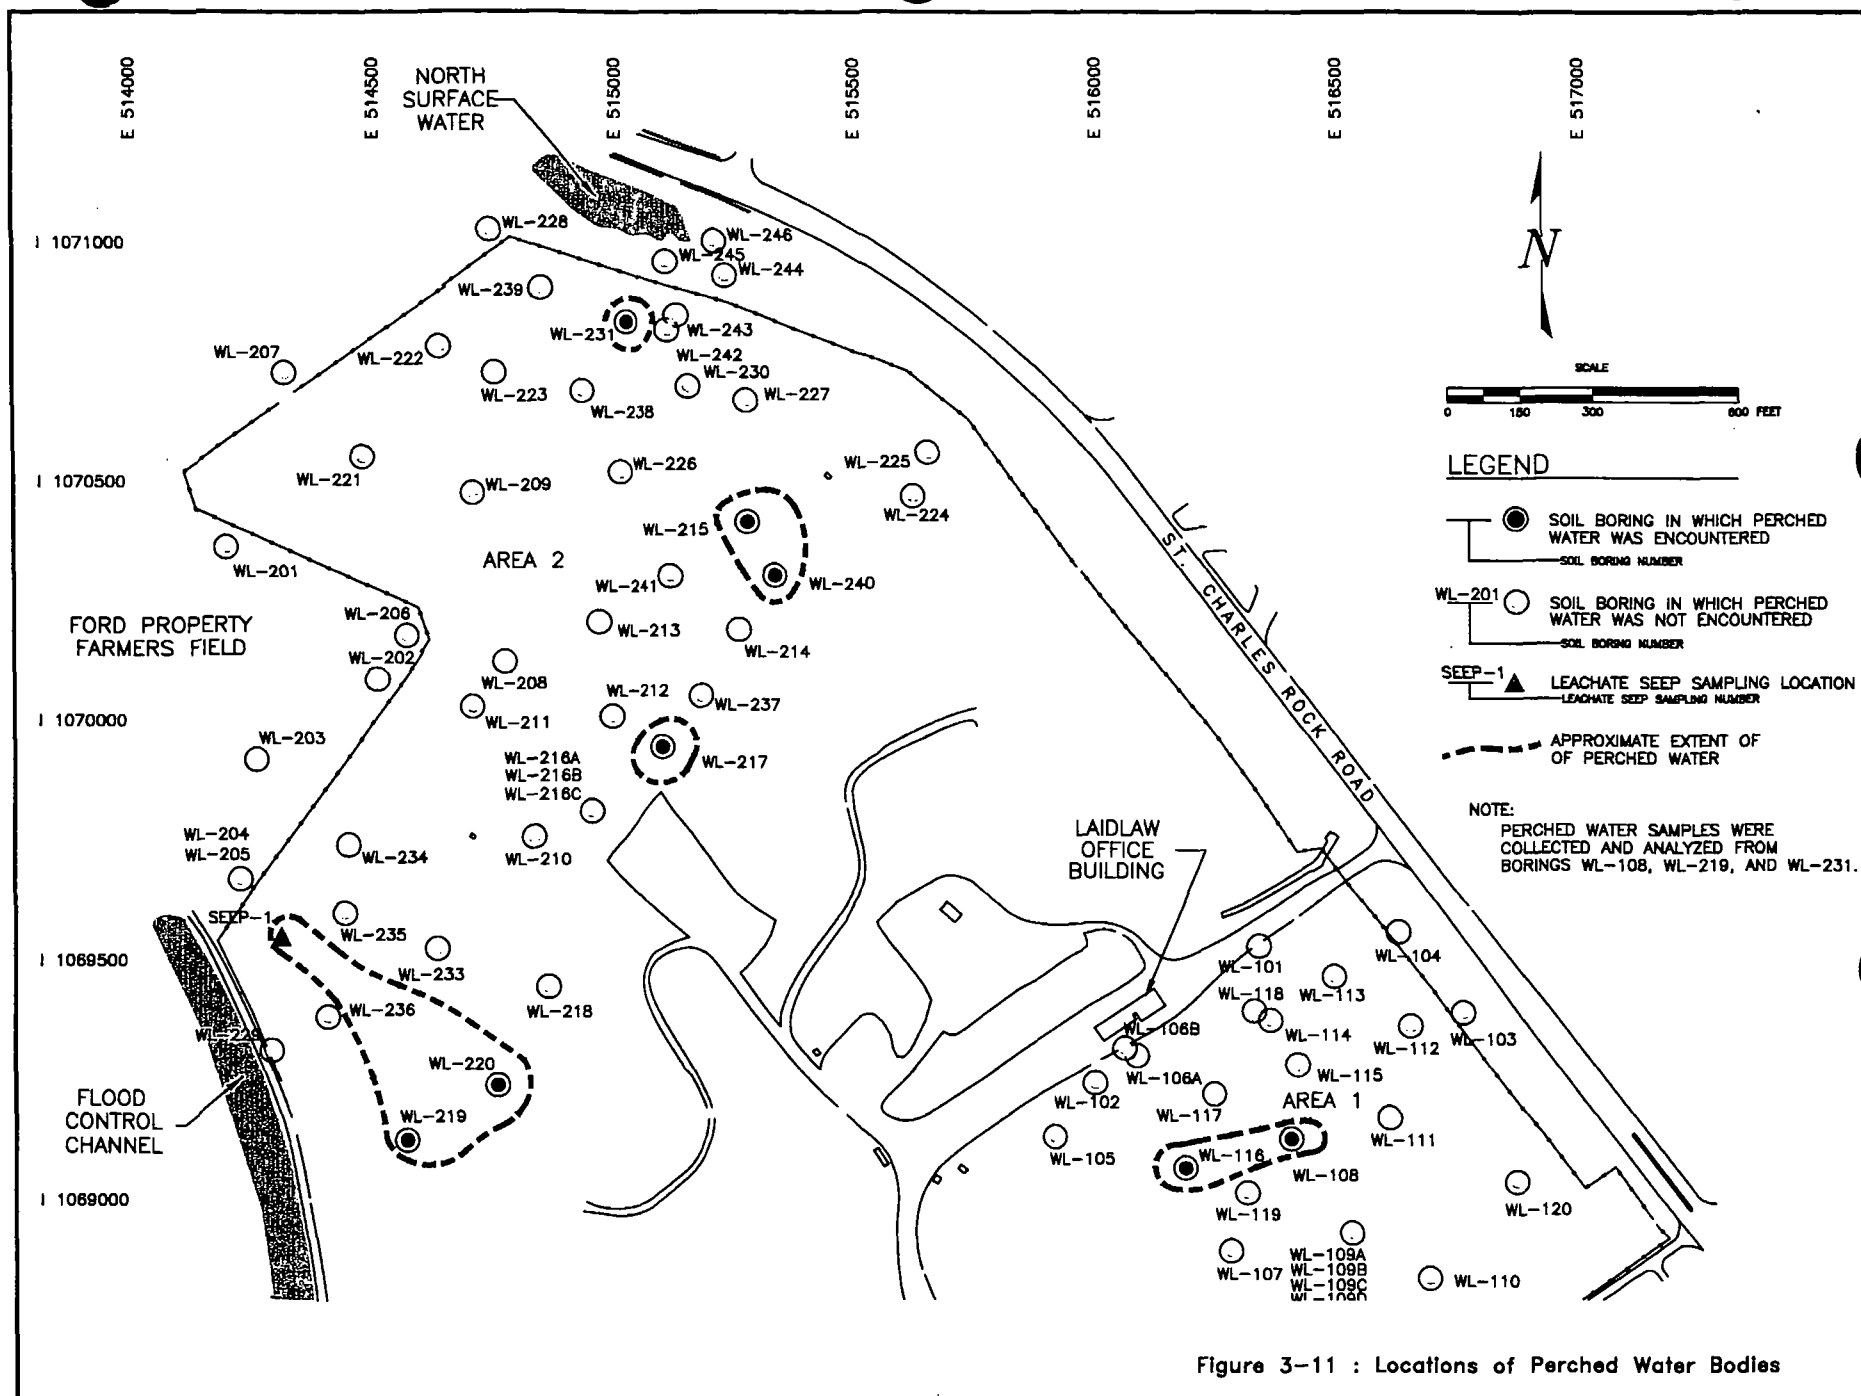 E 514000
E 514500
E 515000
E 515500
E 516000
E 516500
E 517000
NORTH
SURFACE
WATER
1071000
1070500
1070000
1069500
1069000
WL-228
WL-246
WL-245
WL-244
WL-239
WL-231
WL-243
WL-242
WL-207
WL-222
WL-223
WL-238
WL-230
WL-227
WL-221
WL-209
WL-226
WL-225
WL-224
WL-215
WL-240
WL-201
AREA 2
WL-241
WL-206
WL-213
WL-214
FORD PROPERTY
FARMERS FIELD
WL-202
WL-208
WL-212
WL-237
WL-211
WL-203
WL-217
WL-216A
WL-216B
WL-216C
WL-204
WL-205
WL-234
WL-210
SEEP-1
WL-235
WL-233
WL-236
WL-218
WL-229
WL-220
WL-219
FLOOD
CONTROL
CHANNEL
ST. CHARLES ROCK ROAD
LAIDLAW
OFFICE
BUILDING
WL-101
WL-104
WL-118
WL-113
WL-106B
WL-114
WL-112
WL-103
WL-106A
WL-115
WL-102
WL-117
AREA 1
WL-111
WL-105
WL-116
WL-108
WL-119
WL-120
WL-107
WL-109A
WL-109B
WL-109C
WL-109D
WL-110
N
SCALE
0 150 300 600 FEET
LEGEND
SOIL BORING IN WHICH PERCHED
WATER WAS ENCOUNTERED
SOIL BORING NUMBER
WL-201
SOIL BORING IN WHICH PERCHED
WATER WAS NOT ENCOUNTERED
SOIL BORING NUMBER
SEEP-1
LEACHATE SEEP SAMPLING LOCATION
LEACHATE SEEP SAMPLING NUMBER
APPROXIMATE EXTENT OF
OF PERCHED WATER
NOTE:
PERCHED WATER SAMPLES WERE
COLLECTED AND ANALYZED FROM
BORINGS WL-108, WL-219, AND WL-231.
Figure 3-11 : Locations of Perched Water Bodies